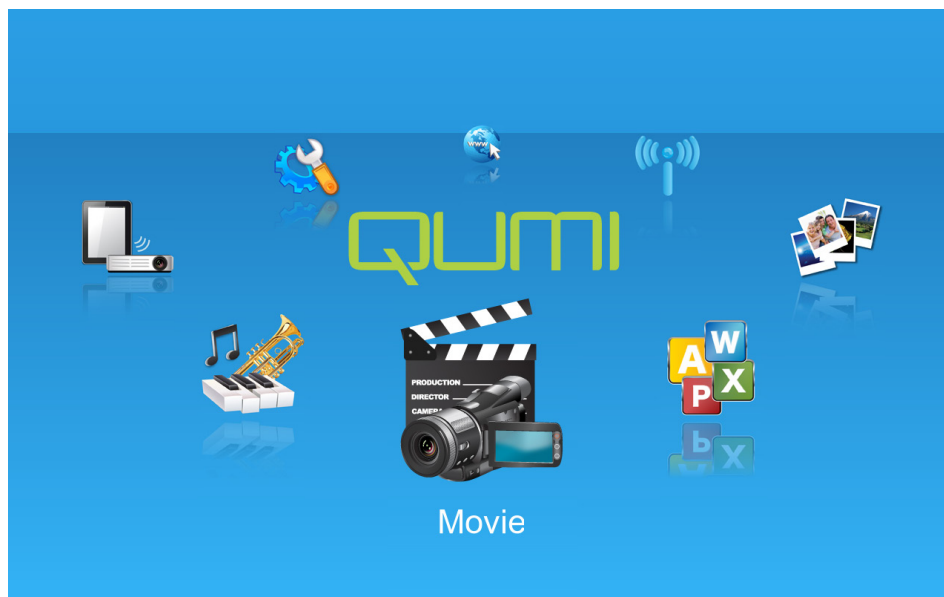 www
QUMI
PRODUCTION
DIRECTOR
CAMERA
W
A
X
P
Movie